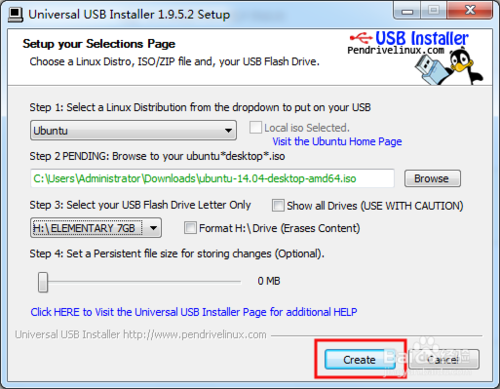 Universal USB Installer 1.9.5.2 Setup
Setup your Selections Page
Choose a Linux Distro, ISO/ZIP file and, your USB Flash Drive.
USB Installer
Pendrivelinux.com
Step 1: Select a Linux Distribution from the dropdown to put on your USB
Ubuntu
Local iso Selected.
Visit the Ubuntu Home Page
Step 2 PENDING: Browse to your ubuntu*desktop*.iso
C:\Users\Administrator\Downloads\ubuntu-14.04-desktop-amd64.iso
Browse
Step 3: Select your USB Flash Drive Letter Only
Show all Drives (USE WITH CAUTION)
H:\ ELEMENTARY 7GB
Format H:\ Drive (Erases Content)
Step 4: Set a Persistent file size for storing changes (Optional).
0 MB
Click HERE to Visit the Universal USB Installer Page for additional HELP
Universal USB Installer http://www.pendrivelinux.com
Create
Cancel